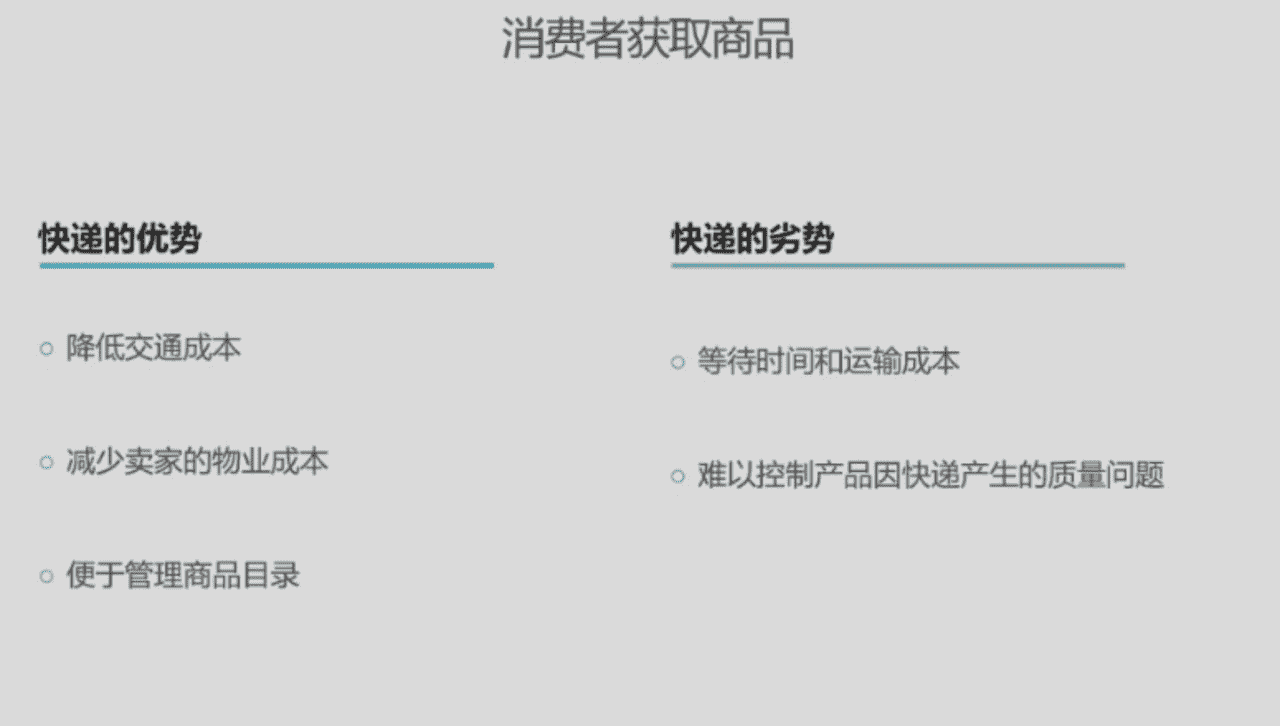 消费者获取商品
快递的优势
降低交通成本
减少卖家的物业成本
便于管理商品目录
快递的劣势
等待时间和运输成本
难以控制产品因快递产生的质量问题